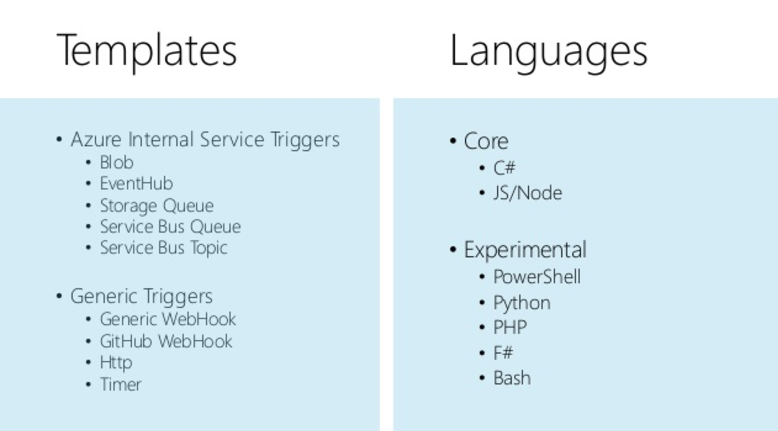 Templates
• Azure Internal Service Triggers
• Blob
• EventHub
• Storage Queue
• Service Bus Queue
• Service Bus Topic
• Generic Triggers
• Generic WebHook
• GitHub WebHook
• Http
• Timer
Languages
• Core
• C#
• JS/Node
• Experimental
• PowerShell
• Python
• PHP
• F#
• Bash